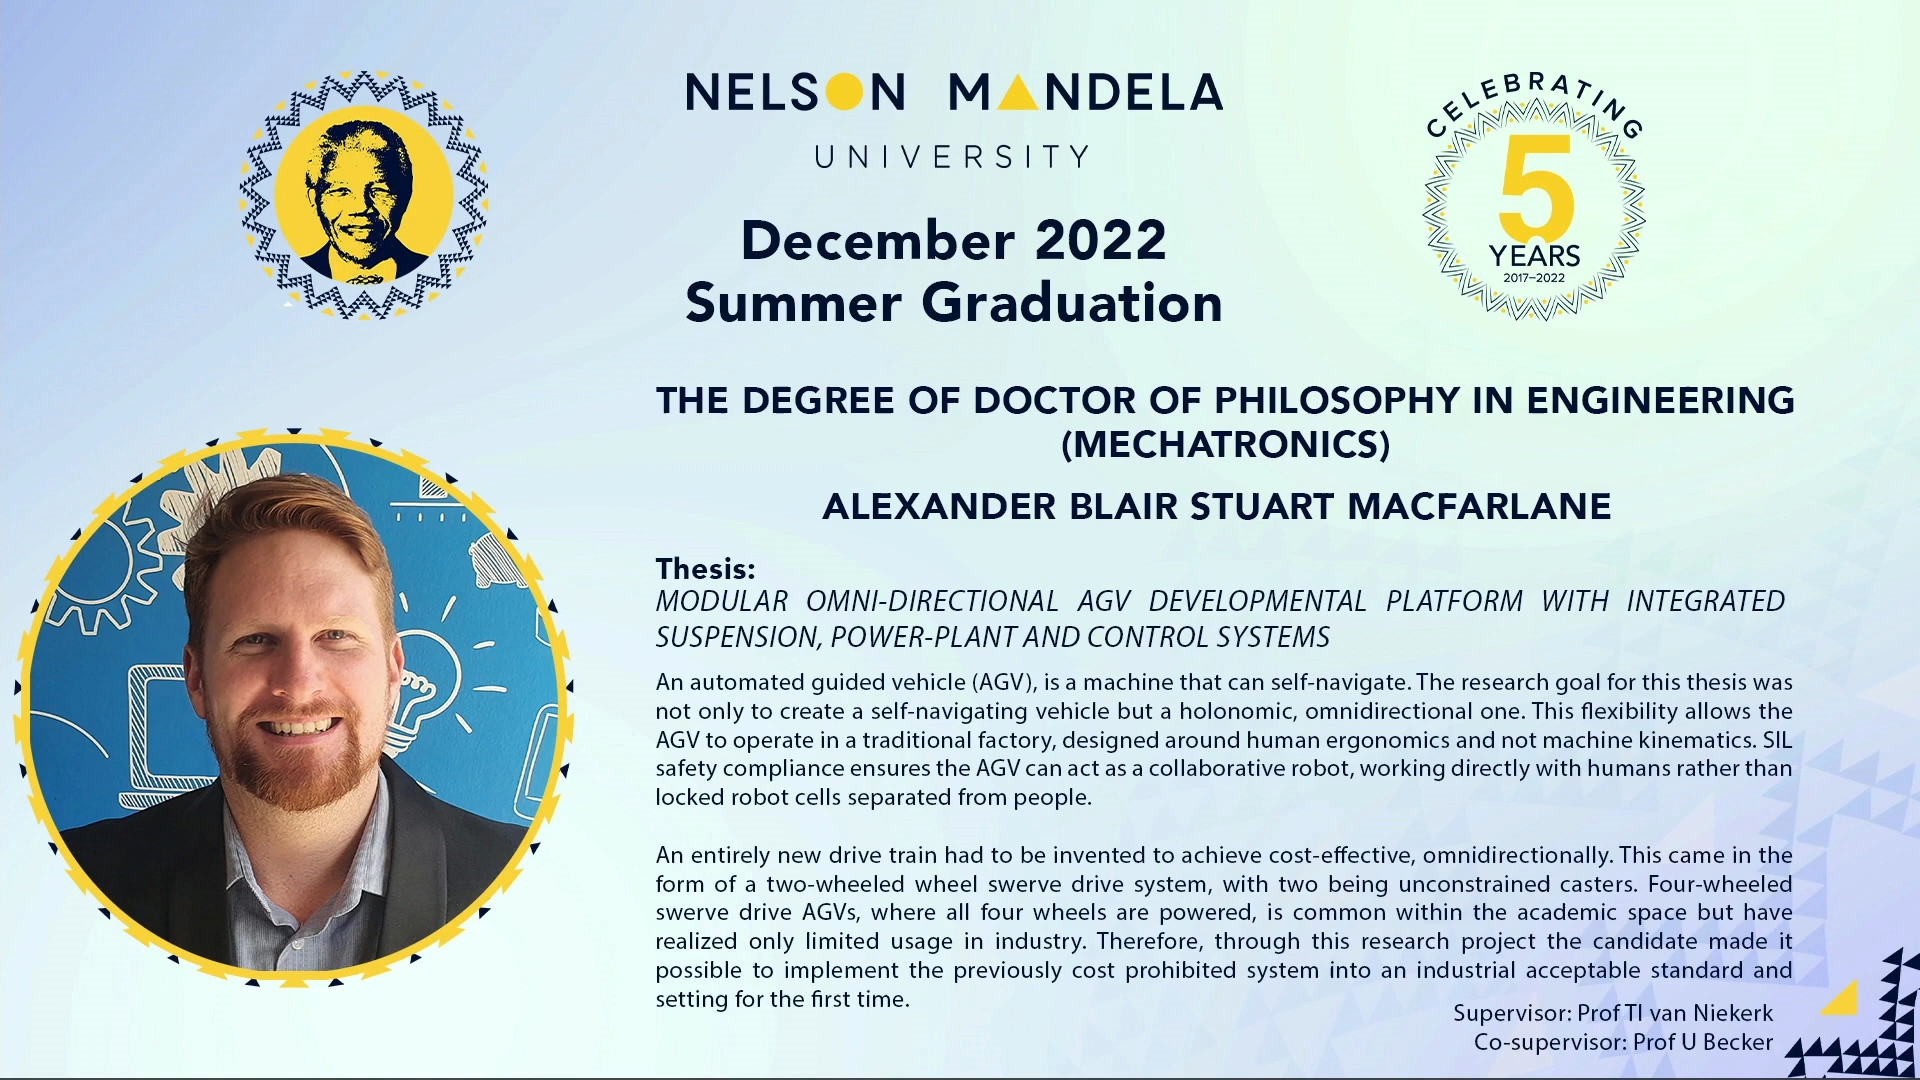 NELSON MANDELA
UNIVERSITY
CELEBRATING
5
YEARS
2017–2022
December 2022
Summer Graduation
THE DEGREE OF DOCTOR OF PHILOSOPHY IN ENGINEERING
(MECHATRONICS)
ALEXANDER BLAIR STUART MACFARLANE
Thesis:
MODULAR OMNI-DIRECTIONAL AGV DEVELOPMENTAL PLATFORM WITH INTEGRATED
SUSPENSION, POWER-PLANT AND CONTROL SYSTEMS
An automated guided vehicle (AGV), is a machine that can self-navigate. The research goal for this thesis was
not only to create a self-navigating vehicle but a holonomic, omnidirectional one. This flexibility allows the
AGV to operate in a traditional factory, designed around human ergonomics and not machine kinematics. SIL
safety compliance ensures the AGV can act as a collaborative robot, working directly with humans rather than
locked robot cells separated from people.
An entirely new drive train had to be invented to achieve cost-effective, omnidirectionally. This came in the
form of a two-wheeled wheel swerve drive system, with two being unconstrained casters. Four-wheeled
swerve drive AGVs, where all four wheels are powered, is common within the academic space but have
realized only limited usage in industry. Therefore, through this research project the candidate made it
possible to implement the previously cost prohibited system into an industrial acceptable standard and
setting for the first time.
Supervisor: Prof TI van Niekerk
Co-supervisor: Prof U Becker